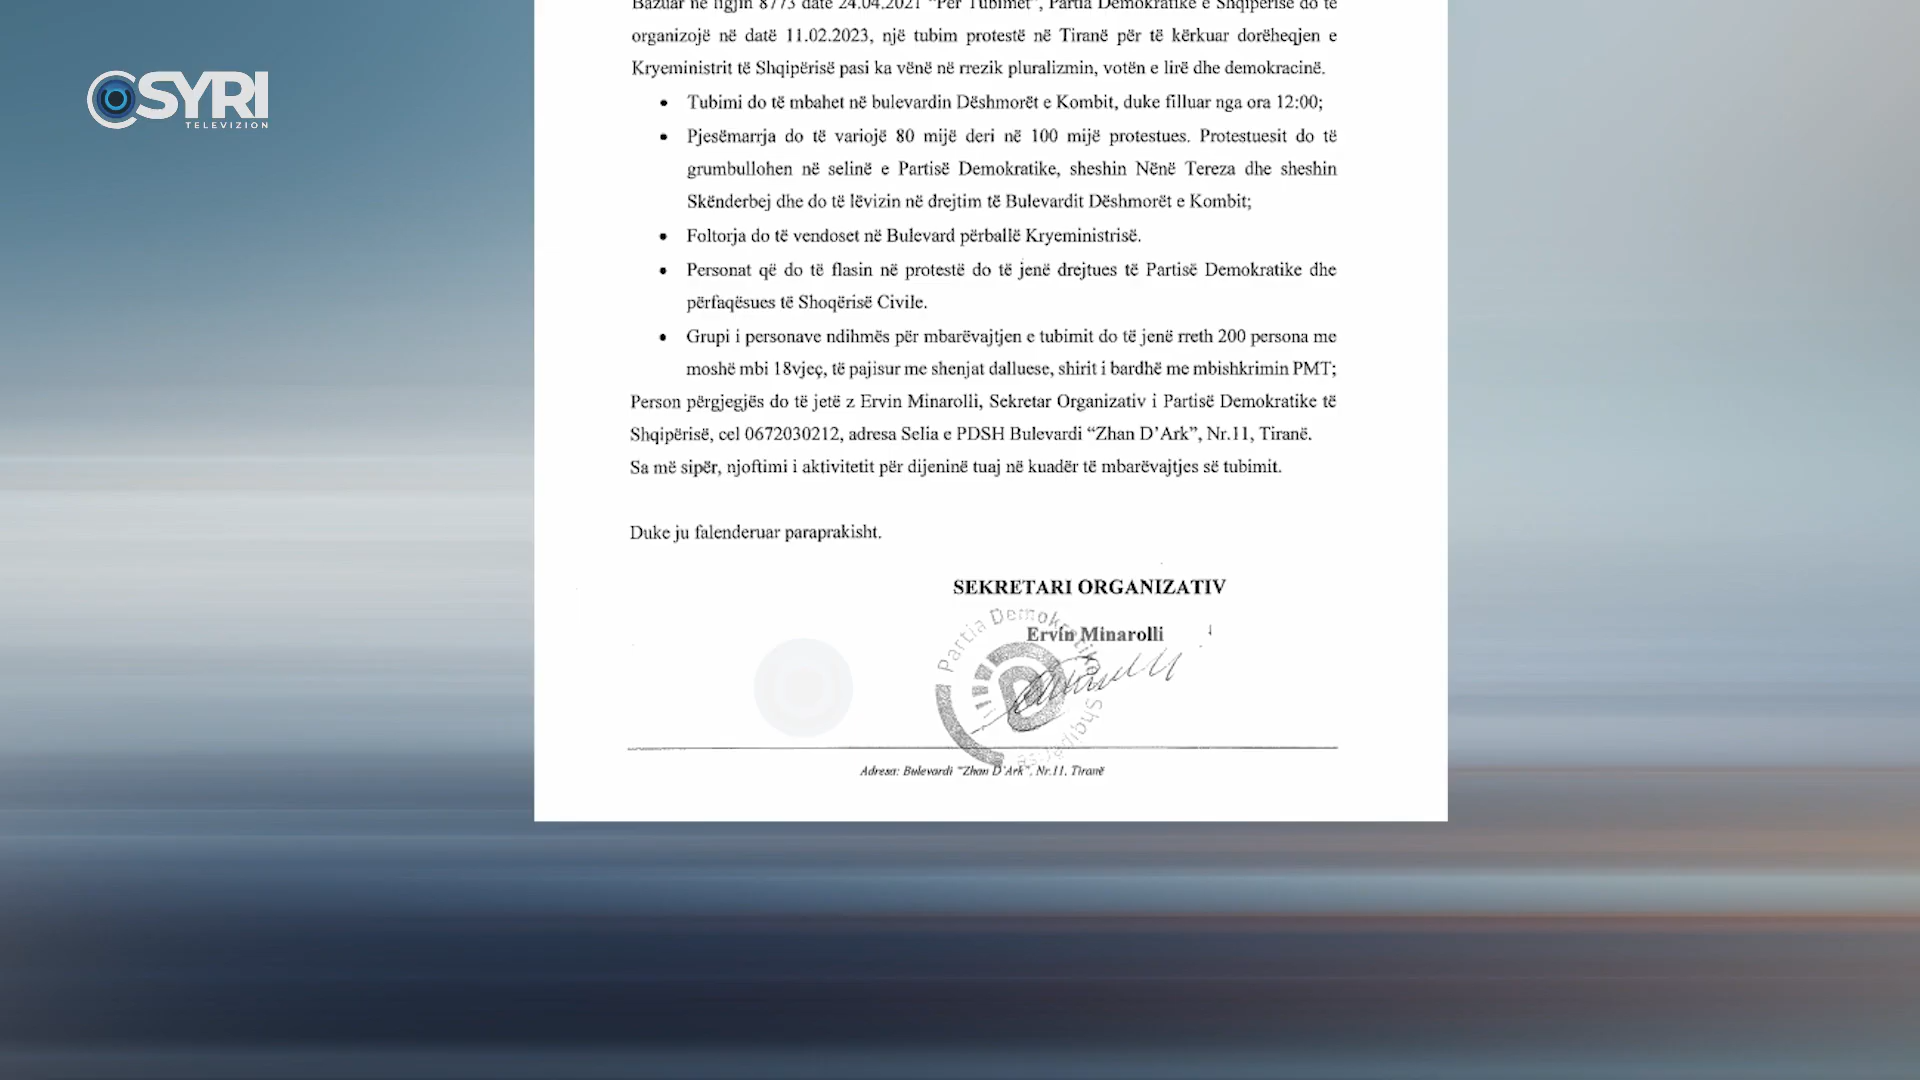 SYRI
TELEVIZION
Bazuar në ligjin 8773 datë 24.04.2021 “Për Tubimet”, Partia Demokratike e Shqipërisë do të
organizojë në datë 11.02.2023, një tubim protestë në Tiranë për të kërkuar dorëheqjen e
Kryeministrit të Shqipërisë pasi ka vënë në rrezik pluralizmin, votën e lirë dhe demokracinë.
• Tubimi do të mbahet në bulevardin Dëshmorët e Kombit, duke filluar nga ora 12:00;
• Pjesëmarrja do të variojë 80 mijë deri në 100 mijë protestues. Protestuesit do të
grumbullohen në selinë e Partisë Demokratike, sheshin Nënë Tereza dhe sheshin
Skënderbej dhe do të lëvizin në drejtim të Bulevardit Dëshmorët e Kombit;
• Foltorja do të vendoset në Bulevard përballë Kryeministrisë.
• Personat që do të flasin në protestë do të jenë drejtues të Partisë Demokratike dhe
përfaqësues të Shoqërisë Civile.
• Grupi i personave ndihmës për mbarëvajtjen e tubimit do të jenë rreth 200 persona me
moshë mbi 18vjeç, të pajisur me shenjat dalluese, shirit i bardhë me mbishkrimin PMT;
Person përgjegjës do të jetë z Ervin Minarolli, Sekretar Organizativ i Partisë Demokratike të
Shqipërisë, cel 0672030212, adresa Selia e PDSH Bulevardi “Zhan D’Ark”, Nr.11, Tiranë.
Sa më sipër, njoftimi i aktivitetit për dijeninë tuaj në kuadër të mbarëvajtjes së tubimit.
Duke ju falenderuar paraprakisht.
SEKRETARI ORGANIZATIV
Ervin Minarolli
Partia Demokratike Shqiptarëse
Adresa: Bulevardi “Zhan D’Ark”, Nr.11, Tiranë